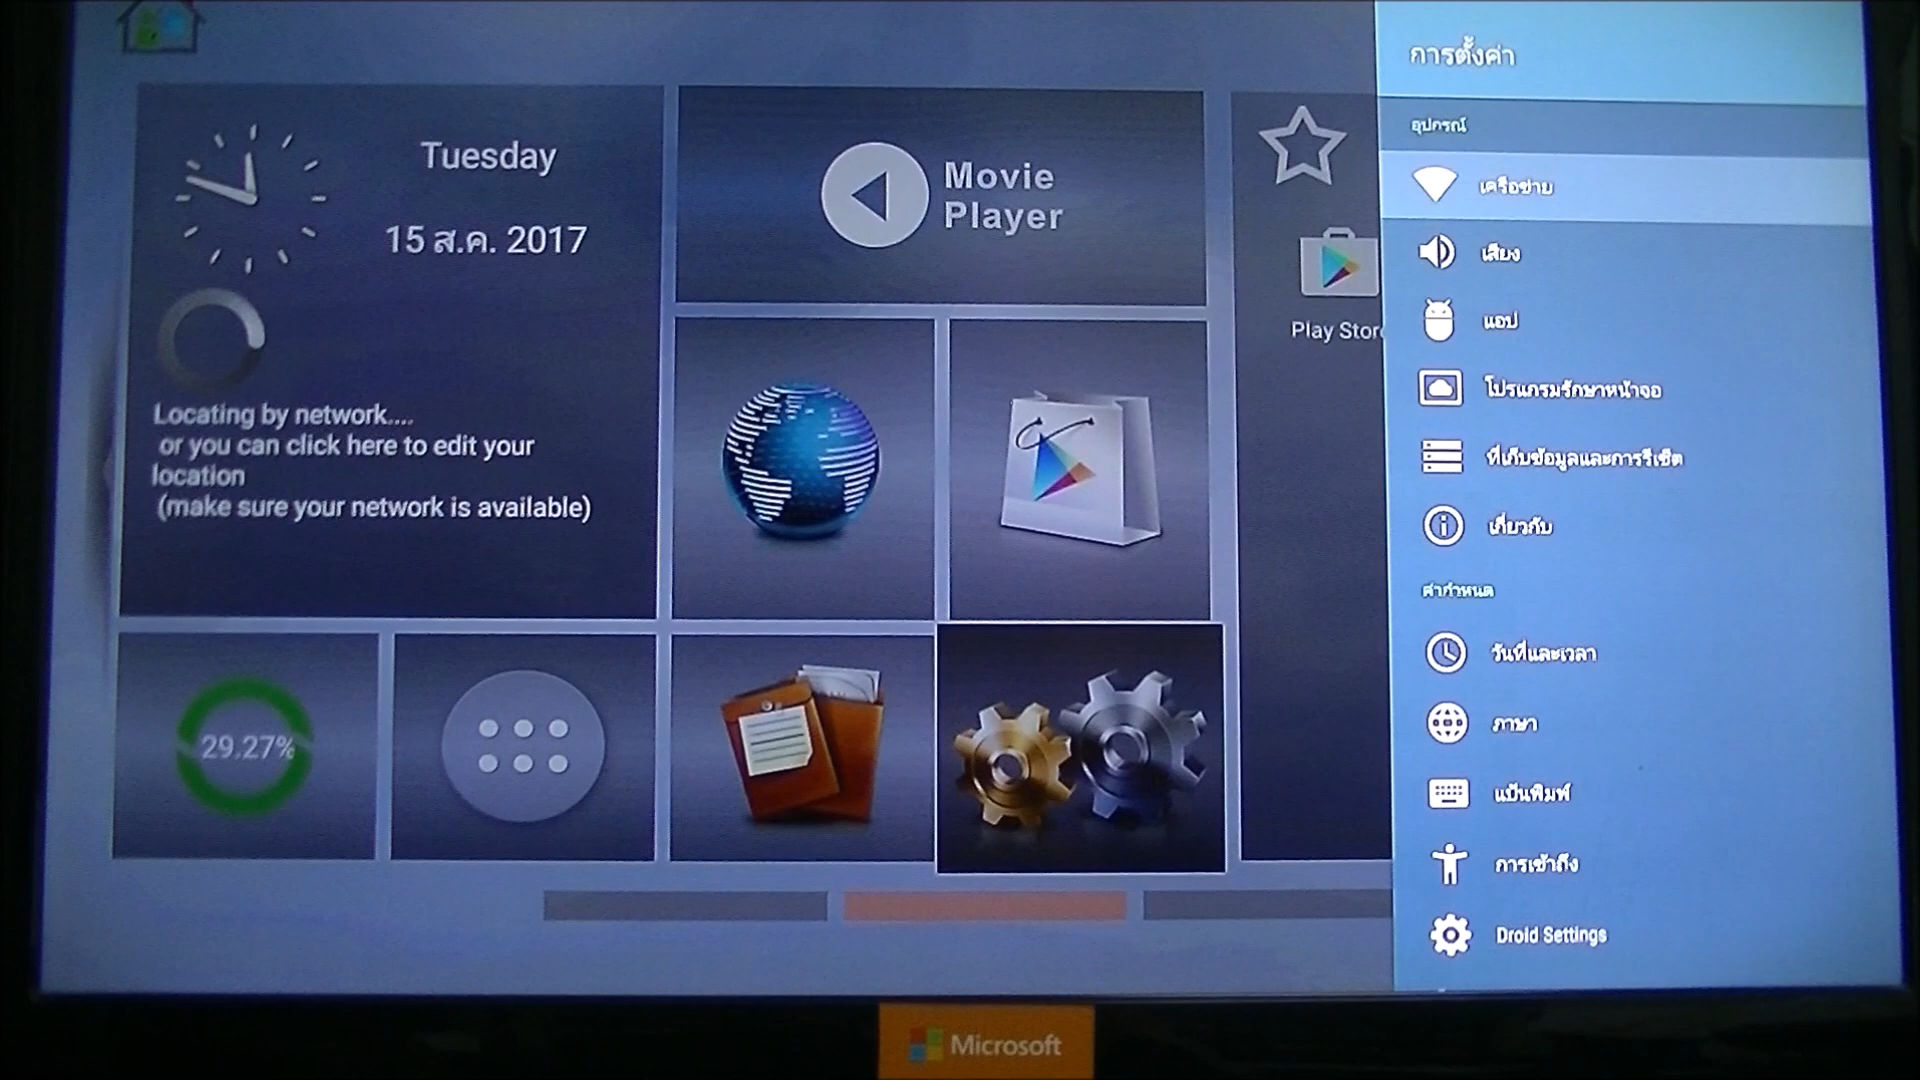 Tuesday
15 ส.ค. 2017
Locating by network....
or you can click here to edit your
location
(make sure your network is available)
Movie
Player
Play Store
29.27%
การตั้งค่า
อุปกรณ์
เครือข่าย
เสียง
แอป
โปรแกรมรักษาหน้าจอ
ที่เก็บข้อมูลและการรีเซ็ต
เกี่ยวกับ
ค่ากำหนด
วันที่และเวลา
ภาษา
แป้นพิมพ์
การเข้าถึง
Droid Settings
Microsoft